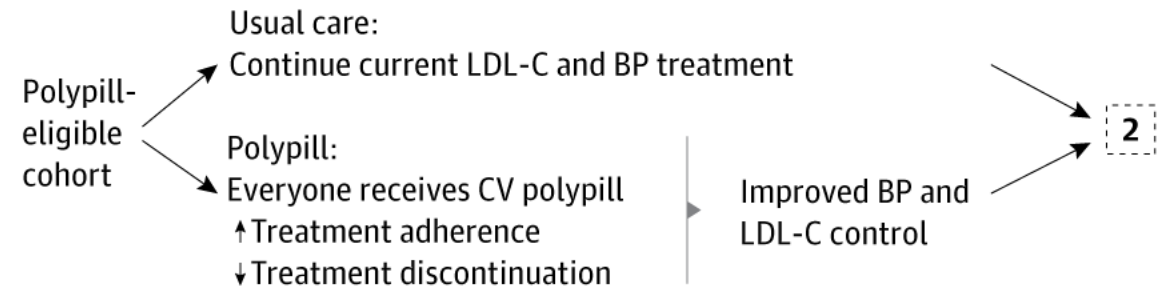 Polypill-
eligible
cohort
Usual care:
Continue current LDL-C and BP treatment
Polypill:
Everyone receives CV polypill
↑Treatment adherence
↓Treatment discontinuation
Improved BP and
LDL-C control
2